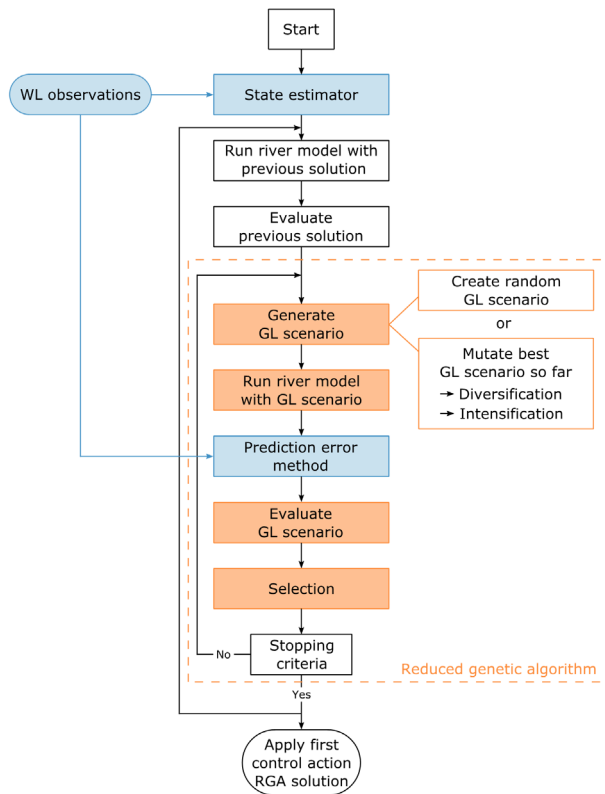 Start
WL observations
State estimator
Run river model with
previous solution
Evaluate
previous solution
Generate
GL scenario
Create random
GL scenario
or
Mutate best
GL scenario so far
Diversification
Intensification
Run river model
with GL scenario
Prediction error
method
Evaluate
GL scenario
Selection
Stopping
criteria
No
Reduced genetic algorithm
Yes
Apply first
control action
RGA solution